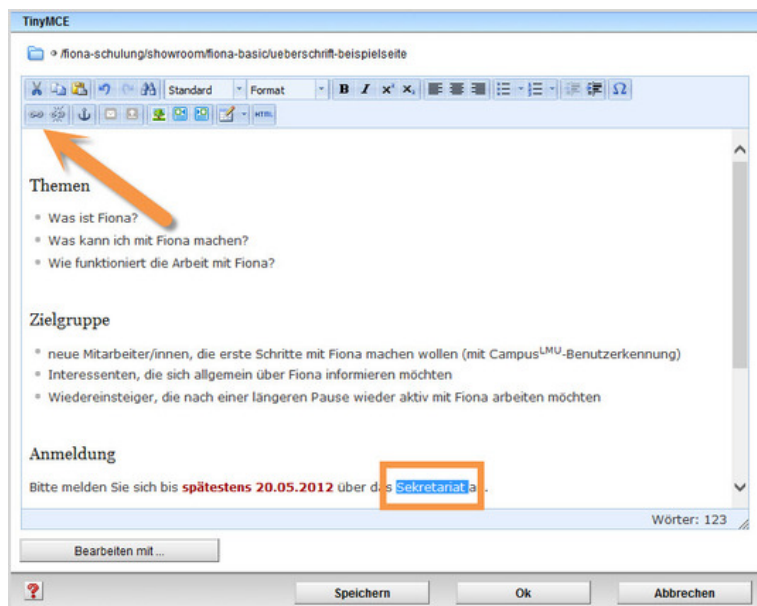 TinyMCE
/fiona-schulung/showroom/fiona-basic/ueberschrift-beispielseite
Standard Format B I x² x₂ Ω
HTML
Themen
Was ist Fiona?
Was kann ich mit Fiona machen?
Wie funktioniert die Arbeit mit Fiona?
Zielgruppe
neue Mitarbeiter/innen, die erste Schritte mit Fiona machen wollen (mit CampusLMU-Benutzerkennung)
Interessenten, die sich allgemein über Fiona informieren möchten
Wiedereinsteiger, die nach einer längeren Pause wieder aktiv mit Fiona arbeiten möchten
Anmeldung
Bitte melden Sie sich bis spätestens 20.05.2012 über das Sekretariat a .
Wörter: 123
Bearbeiten mit ...
? Speichern Ok Abbrechen